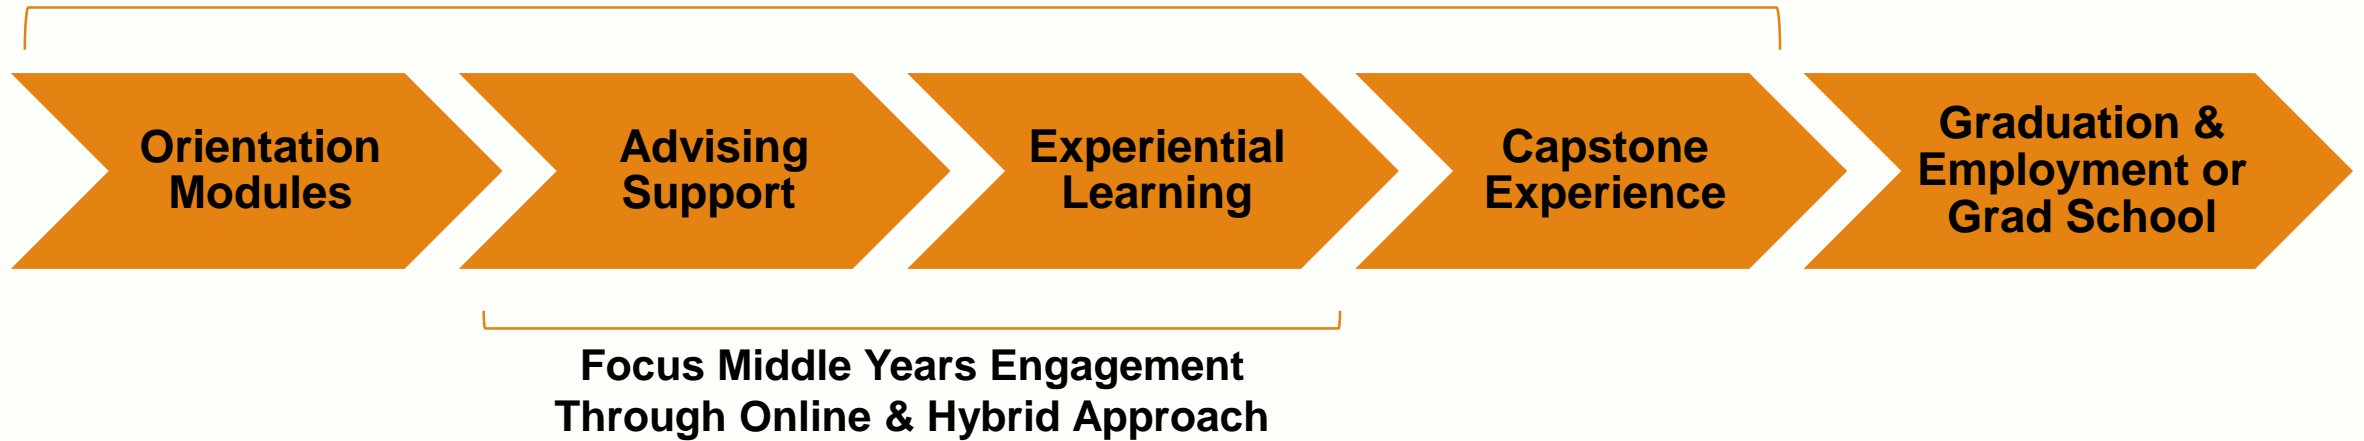 Orientation
Modules
Advising
Support
Experiential
Learning
Capstone
Experience
Graduation &
Employment or
Grad School
Focus Middle Years Engagement
Through Online & Hybrid Approach